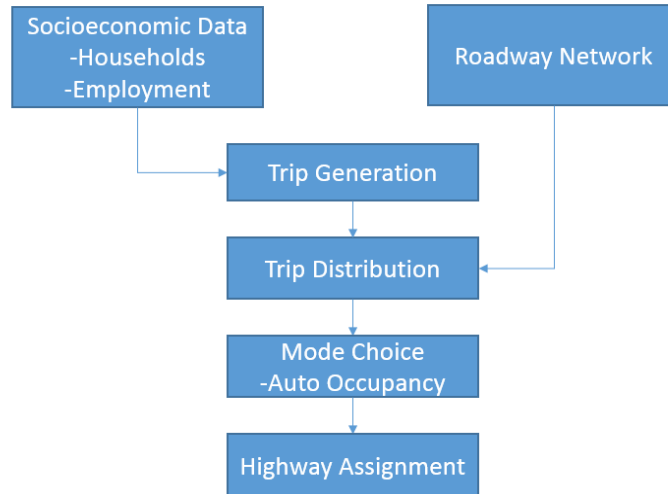 Socioeconomic Data
-Households
-Employment
Roadway Network
Trip Generation
Trip Distribution
Mode Choice
-Auto Occupancy
Highway Assignment